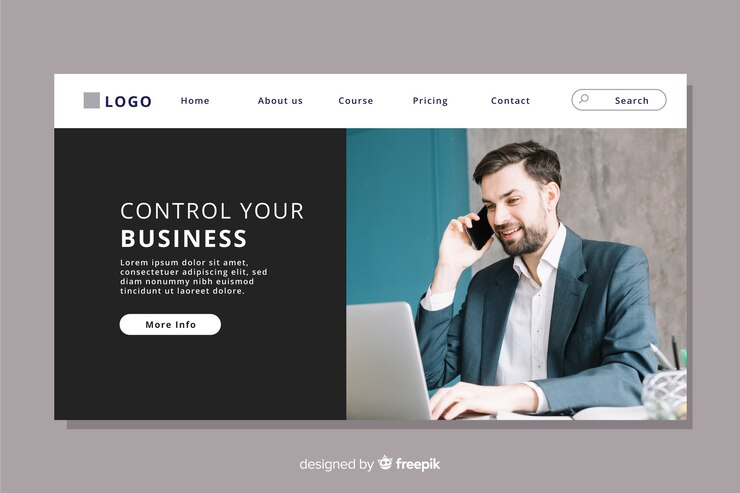 LOGO Home About us Course Pricing Contact Search
CONTROL YOUR
BUSINESS
Lorem ipsum dolor sit amet,
consectetuer adipiscing elit, sed
diam nonummy nibh euismod
tincidunt ut laoreet dolore.
More Info
designed by freepik